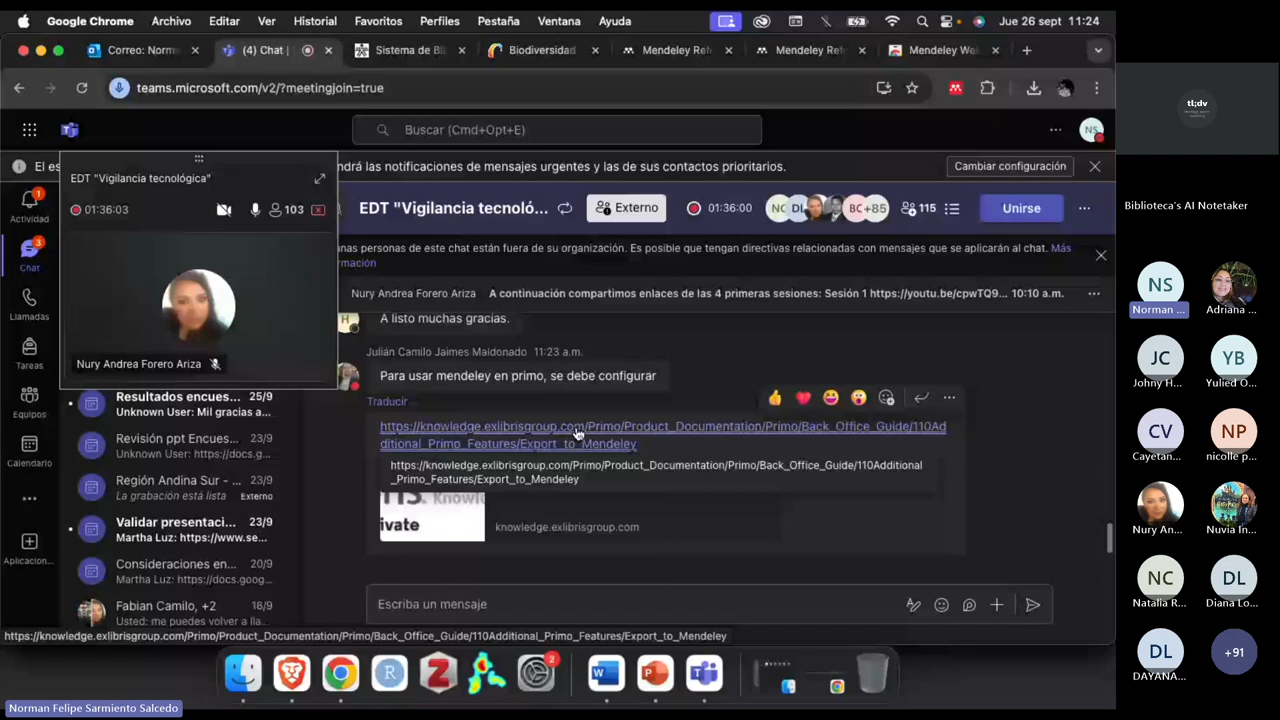 Google Chrome Archivo Editar Ver Historial Favoritos Perfiles Pestaña Ventana Ayuda
Jue 26 sept 11:24
Correo: Norm
(4) Chat |
Sistema de Bi
Biodiversidad
Mendeley Ref
Mendeley Ref
Mendeley We
teams.microsoft.com/v2/?meetingjoin=true
Buscar (Cmd+Opt+E)
NS
El es
ndrá las notificaciones de mensajes urgentes y las de sus contactos prioritarios.
Cambiar configuración
EDT "Vigilancia tecnológica"
01:36:03
103
Nury Andrea Forero Ariza
EDT "Vigilancia tecnoló...
Externo
01:36:00
NC
DL
BC
+85
115
Unirse
unas personas de este chat están fuera de su organización. Es posible que tengan directivas relacionadas con mensajes que se aplicarán al chat. Más
formación
Nury Andrea Forero Ariza A continuación compartimos enlaces de las 4 primeras sesiones: Sesión 1 https://youtu.be/cpwTQ9... 10:10 a.m.
1
Actividad
3
Chat
Llamadas
Tareas
Equipos
Calendario
Aplicacion...
Resultados encues... 25/9
Unknown User: Mil gracias a...
Revisión ppt Encues... 23/9
Unknown User: https://docs.g...
Región Andina Sur - ... 23/9
La grabación está lista Externo
Validar presentaci... 23/9
Martha Luz: https://www.se...
Consideraciones en... 20/9
Martha Luz: https://docs.goog...
Fabian Camilo, +2 18/9
Usted: me puedes volver a lla...
H
A listo muchas gracias.
Julián Camilo Jaimes Maldonado 11:23 a.m.
Para usar mendeley en primo, se debe configurar
Traducir
https://knowledge.exlibrisgroup.com/Primo/Product_Documentation/Primo/Back_Office_Guide/110Ad
ditional_Primo_Features/Export_to_Mendeley
https://knowledge.exlibrisgroup.com/Primo/Product_Documentation/Primo/Back_Office_Guide/110Additional
_Primo_Features/Export_to_Mendeley
ivate
knowledge.exlibrisgroup.com
Escriba un mensaje
https://knowledge.exlibrisgroup.com/Primo/Product_Documentation/Primo/Back_Office_Guide/110Additional_Primo_Features/Export_to_Mendeley
2
Norman Felipe Sarmiento Salcedo
tl;dv
Biblioteca's AI Notetaker
NS
Norman ...
Adriana ...
JC
Johny H...
YB
Yulied O...
CV
Cayetan...
NP
nicolle p...
Nury An...
Nuvia In...
NC
Natalia R...
DL
Diana Lo...
DL
DAYANA...
+91